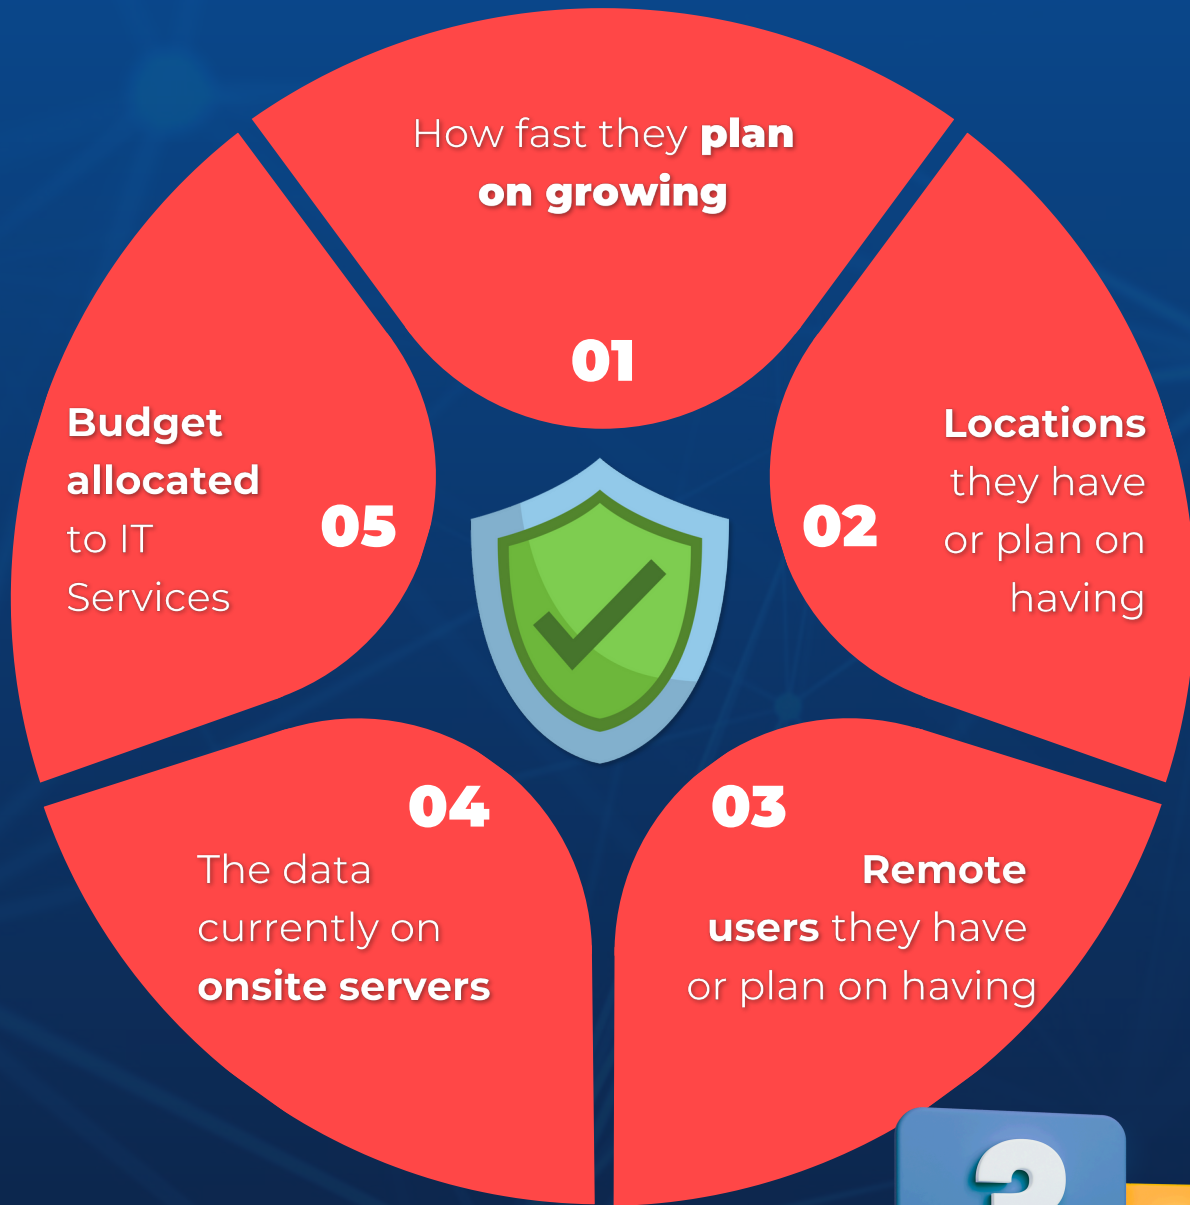 How fast they plan
on growing
01
Locations
they have
or plan on
having
02
03
Remote
users they have
or plan on having
04
The data
currently on
onsite servers
05
Budget
allocated
to IT
Services